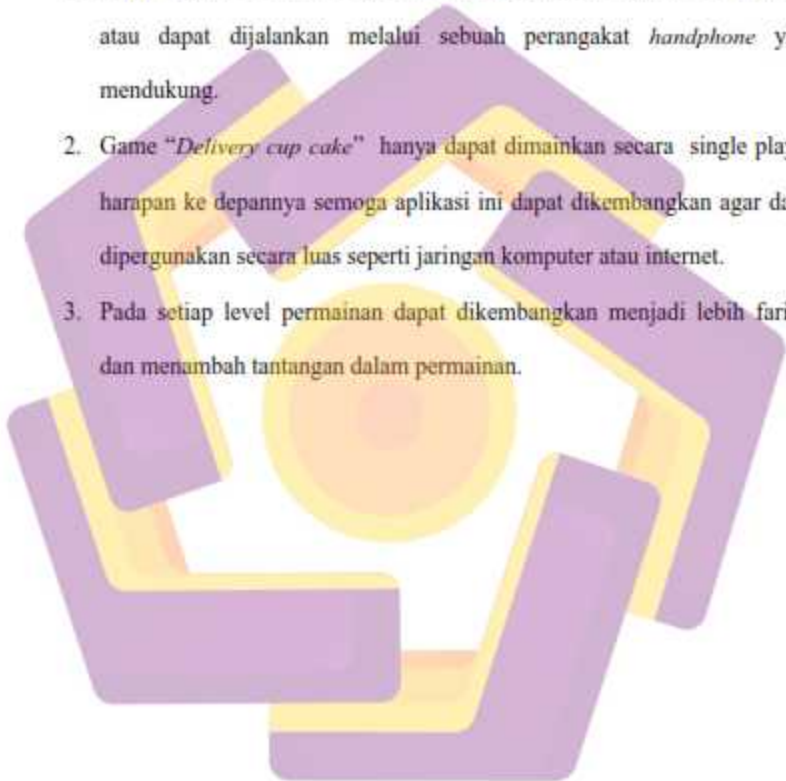 atau dapat dijalankan melalui sebuah perangakat handphone y
mendukung.
2. Game “Delivery cup cake” hanya dapat dimainkan secara single play
harapan ke depannya semoga aplikasi ini dapat dikembangkan agar da
dipergunakan secara luas seperti jaringan komputer atau internet.
3. Pada setiap level permainan dapat dikembangkan menjadi lebih fari
dan menambah tantangan dalam permainan.